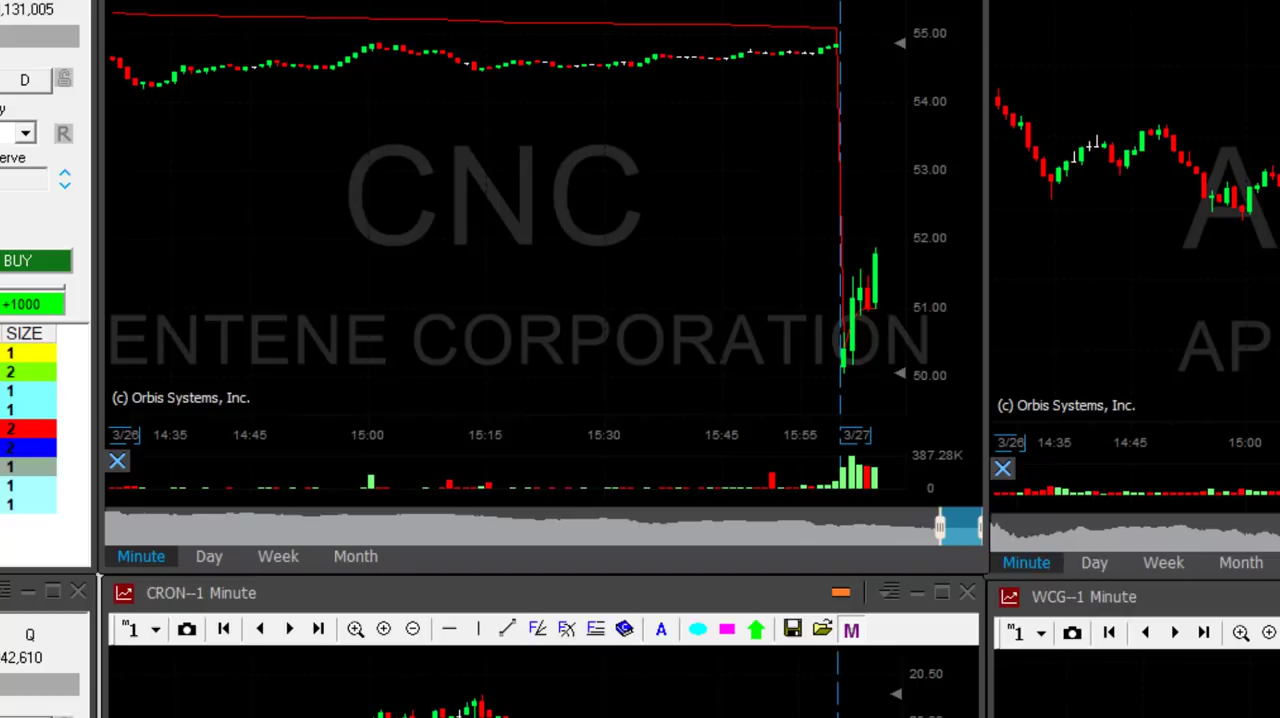 ,131,005
D
y
R
erve
BUY
+1000
SIZE
1
2
1
1
2
2
1
1
1
Q
42,610
CNC
ENTENE CORPORATION
55.00
54.00
53.00
52.00
51.00
50.00
(c) Orbis Systems, Inc.
3/26 14:35 14:45 15:00 15:15 15:30 15:45 15:55 3/27
387.28K
0
Minute Day Week Month
A
AP
(c) Orbis Systems, Inc.
3/26 14:35 14:45 15:00
Minute Day Week Month
CRON--1 Minute
m1
A
M
20.50
WCG--1 Minute
m1